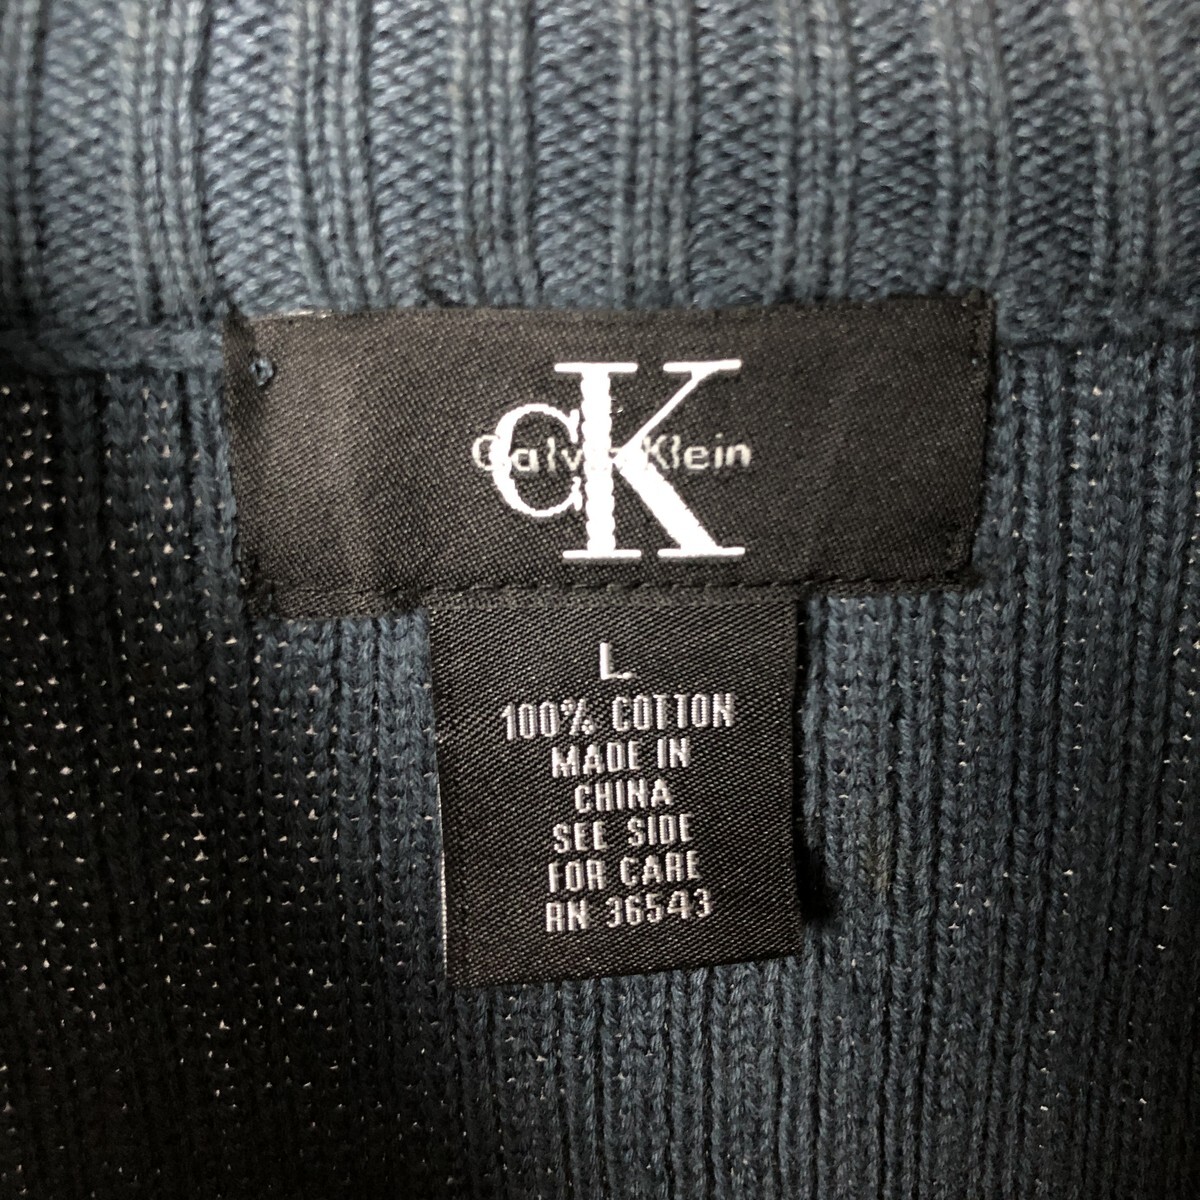 cK
Calvin Klein
L
100% COTTON
MADE IN
CHINA
SEE SIDE
FOR CARE
RN 36543